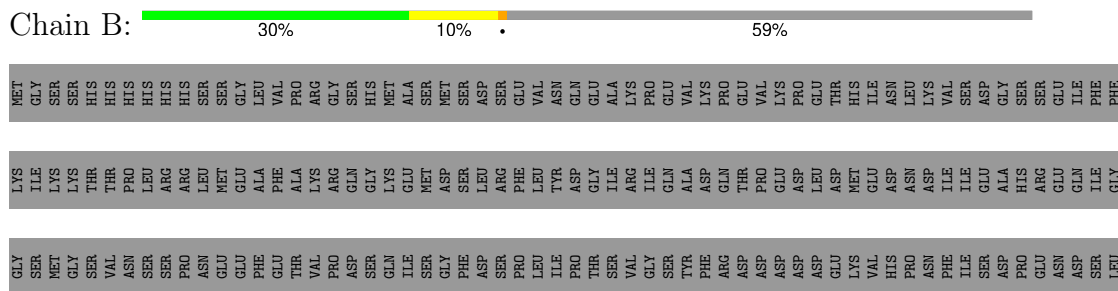 Chain B:
30% 10% • 59%
MET GLY SER SER HIS HIS HIS HIS HIS HIS SER SER GLY LEU VAL PRO ARG GLY SER HIS MET ALA SER MET SER ASP SER GLU VAL ASN GLN GLU ALA LYS PRO GLU VAL LYS PRO GLU VAL LYS PRO GLU THR HIS ILE ASN LEU LYS VAL SER ASP GLY SER SER GLU ILE PHE PHE
LYS ILE LYS LYS THR THR PRO LEU ARG ARG LEU MET GLU ALA PHE ALA LYS ARG GLN GLY LYS GLU MET ASP SER LEU ARG PHE LEU TYR ASP GLY ILE ARG ILE GLN ALA ASP GLN THR PRO GLU ASP LEU ASP MET GLU ASP ASN ASP ILE ILE GLU ALA HIS ARG GLU GLN ILE GLY
GLY SER MET GLY SER VAL ASN SER SER PRO ASN GLU GLU PHE GLU THR VAL PRO ASP SER GLN ILE SER GLY PHE ASP SER PRO LEU ILE PRO THR SER VAL GLY SER TYR PHE ARG ASP ASP ASP ASP ASP GLU LYS VAL HIS PRO ASN PHE ILE SER ASP PRO GLU ASN ASP SER LEU